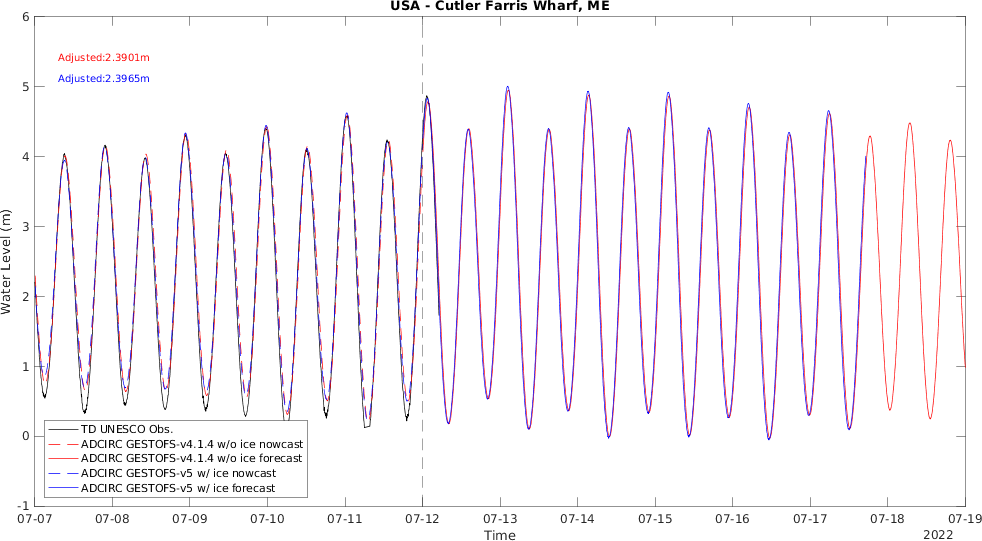 USA - Cutler Farris Wharf, ME
6
5
4
3
2
1
0
-1
Water Level (m)
Adjusted:2.3901m
Adjusted:2.3965m
TD UNESCO Obs.
ADCIRC GESTOFS-v4.1.4 w/o ice nowcast
ADCIRC GESTOFS-v4.1.4 w/o ice forecast
ADCIRC GESTOFS-v5 w/ ice nowcast
ADCIRC GESTOFS-v5 w/ ice forecast
07-07 07-08 07-09 07-10 07-11 07-12 07-13 07-14 07-15 07-16 07-17 07-18 07-19
Time
2022